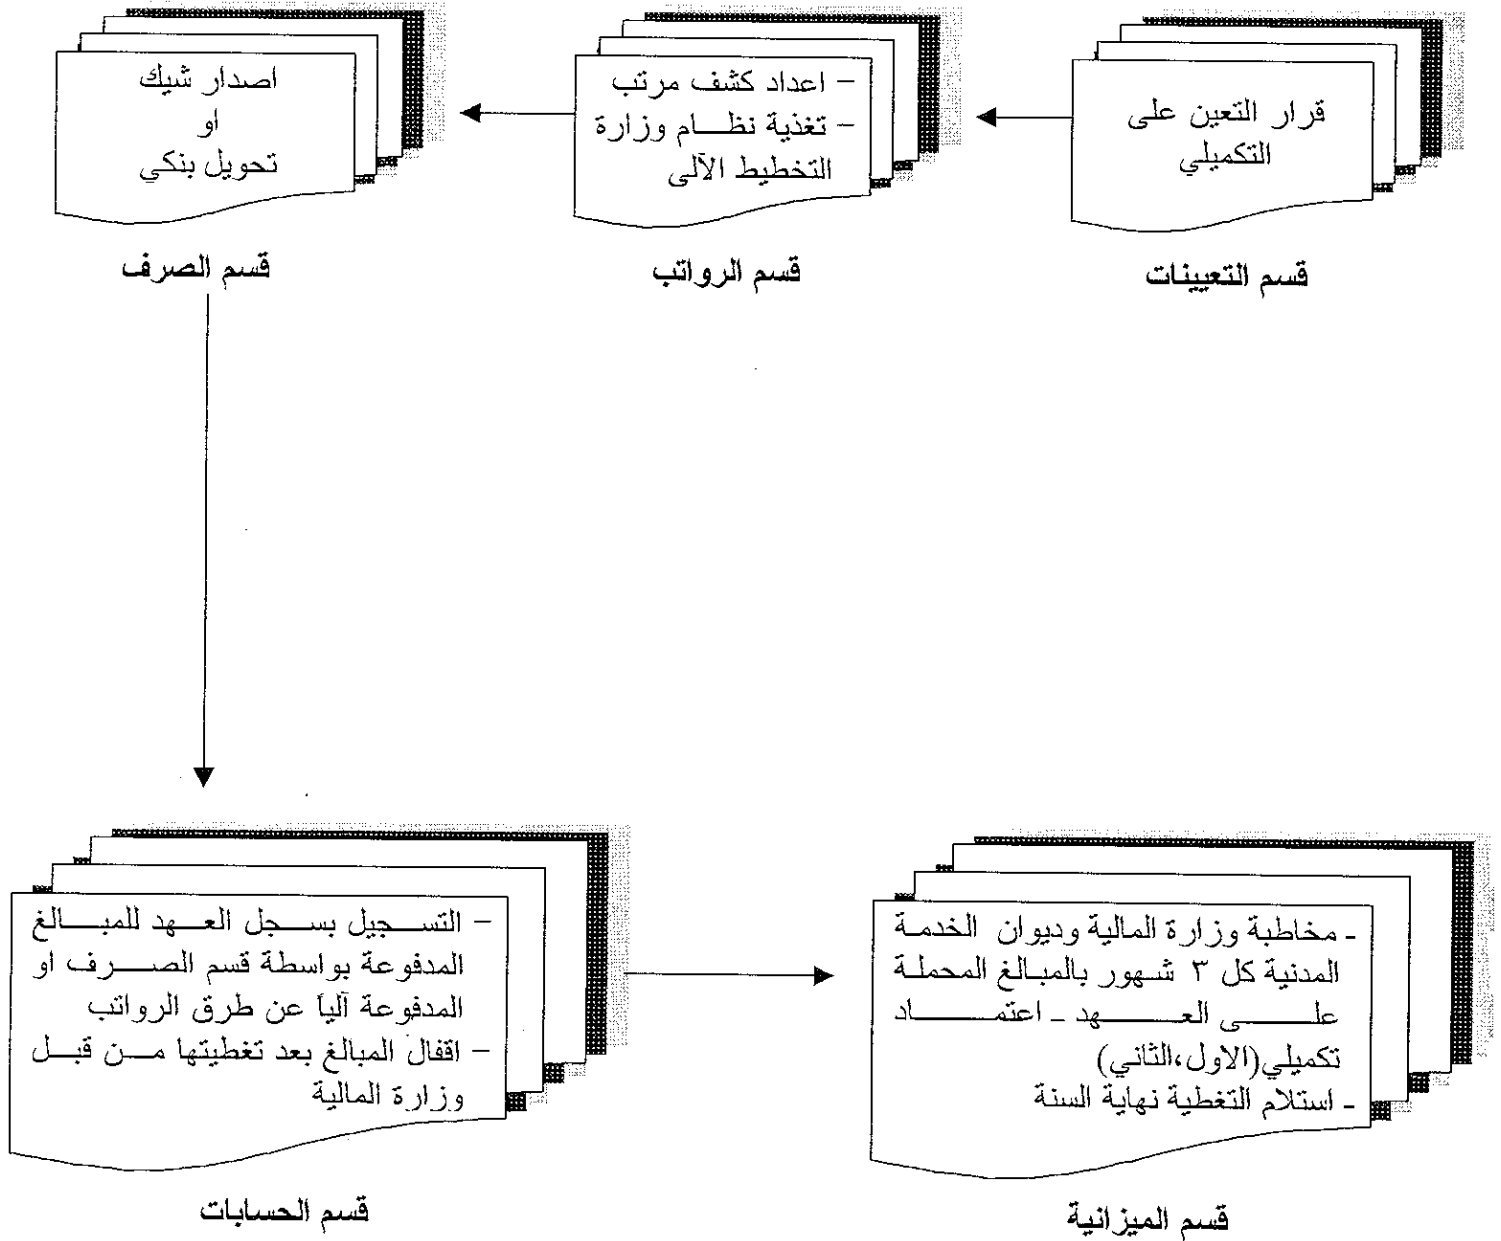 قرار التعين على
التكميلي
قسم التعيينات
– اعداد كشف مرتب
– تغذية نظام وزارة
التخطيط الآلى
قسم الرواتب
اصدار شيك
او
تحويل بنكي
قسم الصرف
– التسجيل بسجل العهد للمبالغ
المدفوعة بواسطة قسم الصرف او
المدفوعة آلياً عن طرق الرواتب
– اقفال المبالغ بعد تغطيتها من قبل
وزارة المالية
قسم الحسابات
- مخاطبة وزارة المالية وديوان الخدمة
المدنية كل ٣ شهور بالمبالغ المحملة
على العهد – اعتماد
تكميلي(الاول،الثاني)
- استلام التغطية نهاية السنة
قسم الميزانية